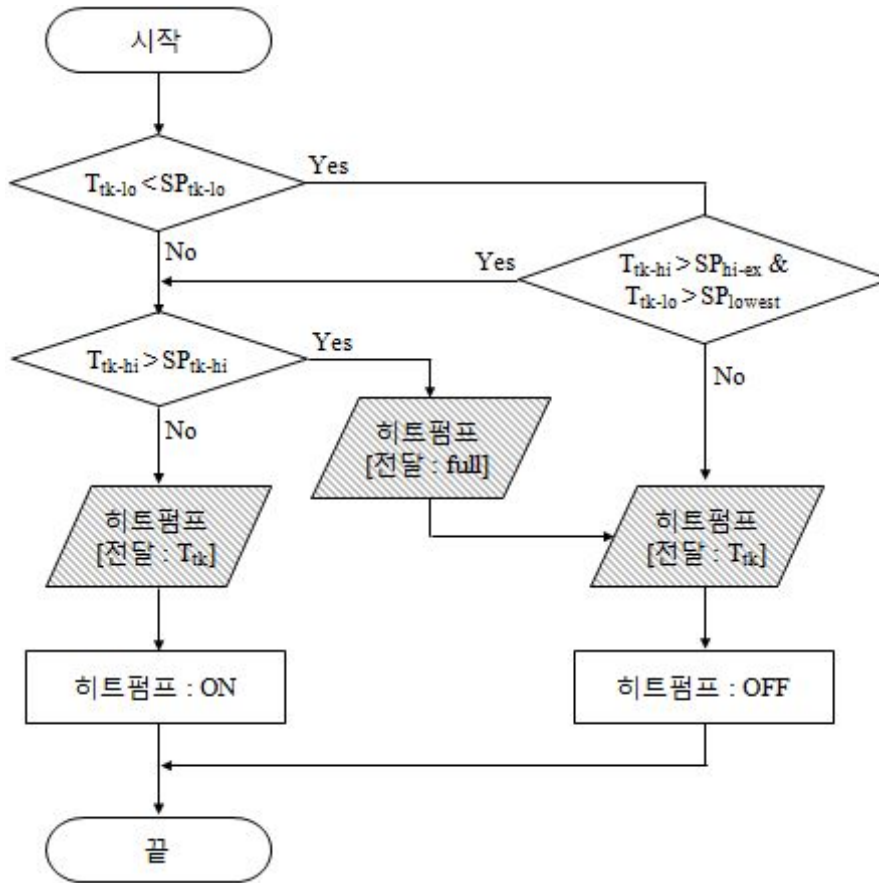 시작
T_tk-lo < SP_tk-lo
Yes
No
Yes
T_tk-hi > SP_hi-ex &
T_tk-lo > SP_lowest
T_tk-hi > SP_tk-hi
Yes
No
No
히트펌프
[전달 : full]
히트펌프
[전달 : T_tk]
히트펌프
[전달 : T_tk]
히트펌프 : ON
히트펌프 : OFF
끝